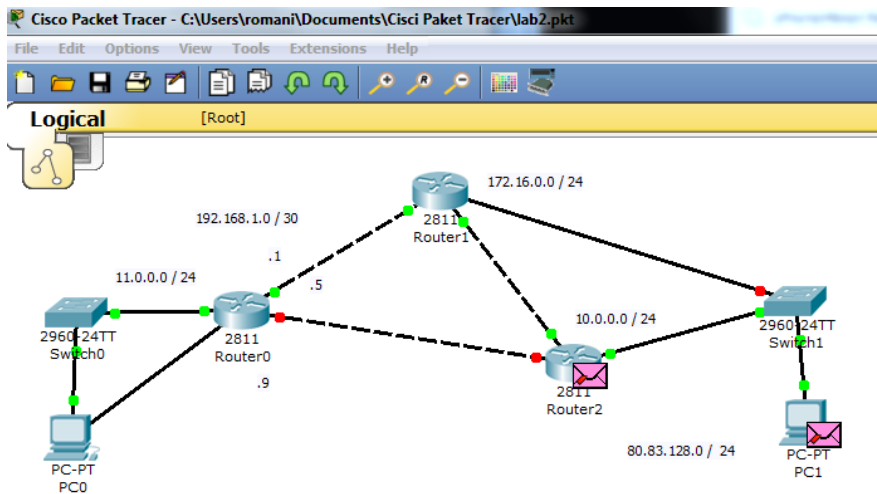 Cisco Packet Tracer - C:\Users\romani\Documents\Cisci Paket Tracer\lab2.pkt
File Edit Options View Tools Extensions Help
Logical [Root]
172.16.0.0 / 24
2811
Router1
192.168.1.0 / 30
.1
.5
11.0.0.0 / 24
2960-24TT
Switch0
2811
Router0
10.0.0.0 / 24
2960-24TT
Switch1
.9
2811
Router2
80.83.128.0 / 24
PC-PT
PC0
PC-PT
PC1